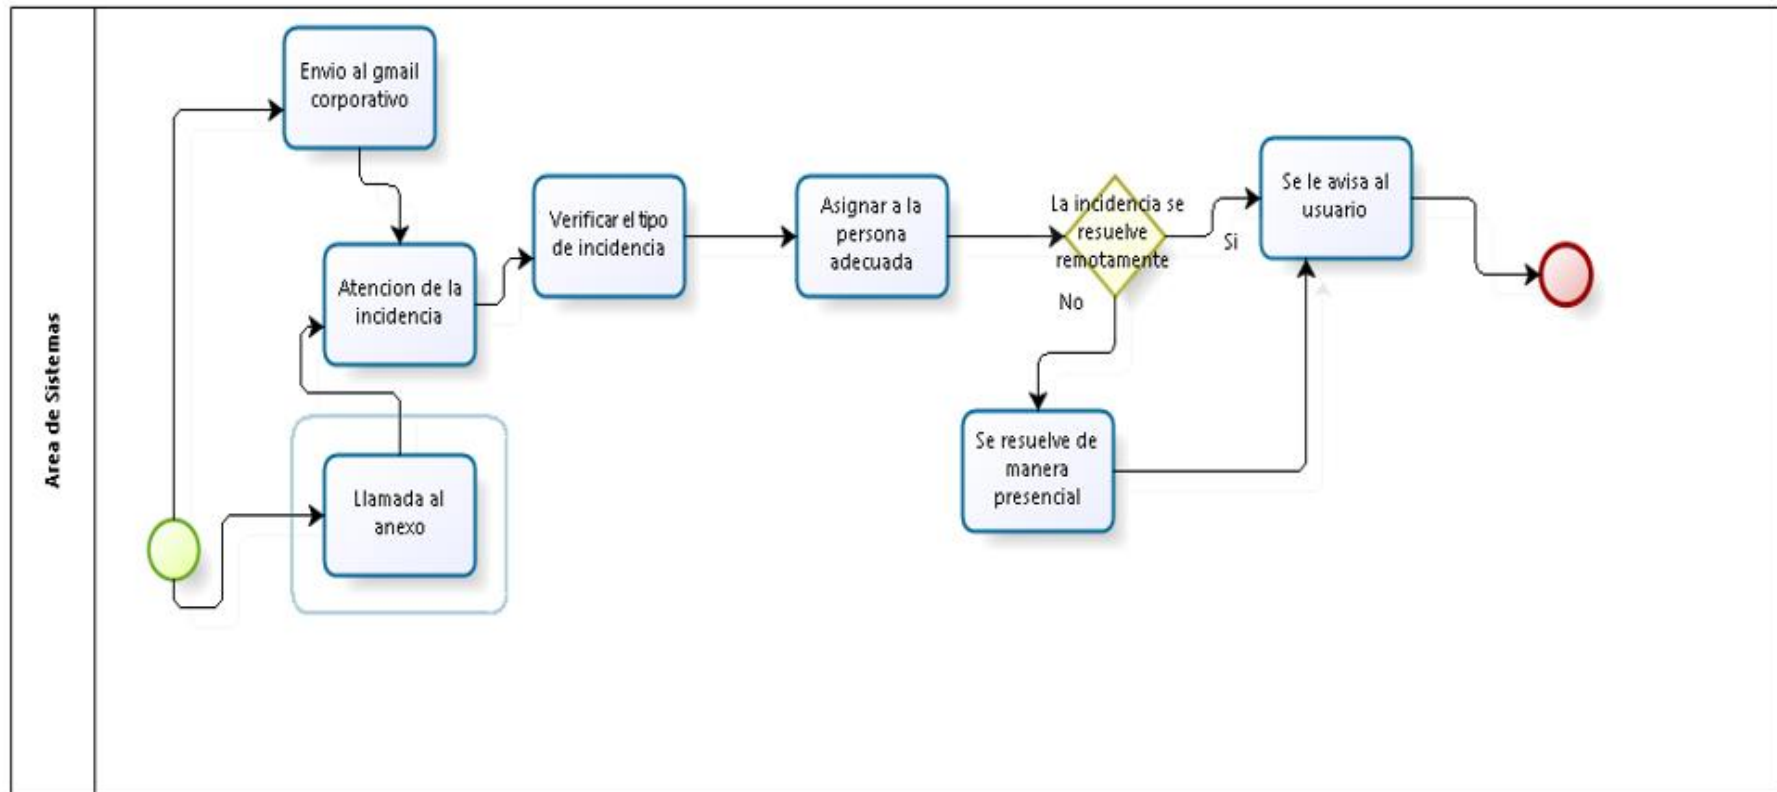 Area de Sistemas
Envio al gmail
corporativo
Atencion de la
incidencia
Llamada al
anexo
Verificar el tipo
de incidencia
Asignar a la
persona
adecuada
La incidencia se
resuelve
remotamente
Si
No
Se resuelve de
manera
presencial
Se le avisa al
usuario